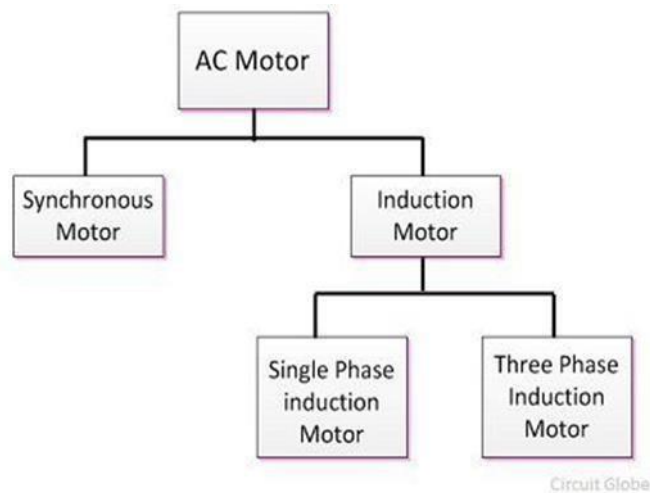 AC Motor
Synchronous
Motor
Induction
Motor
Single Phase
induction
Motor
Three Phase
Induction
Motor
Circuit Globe